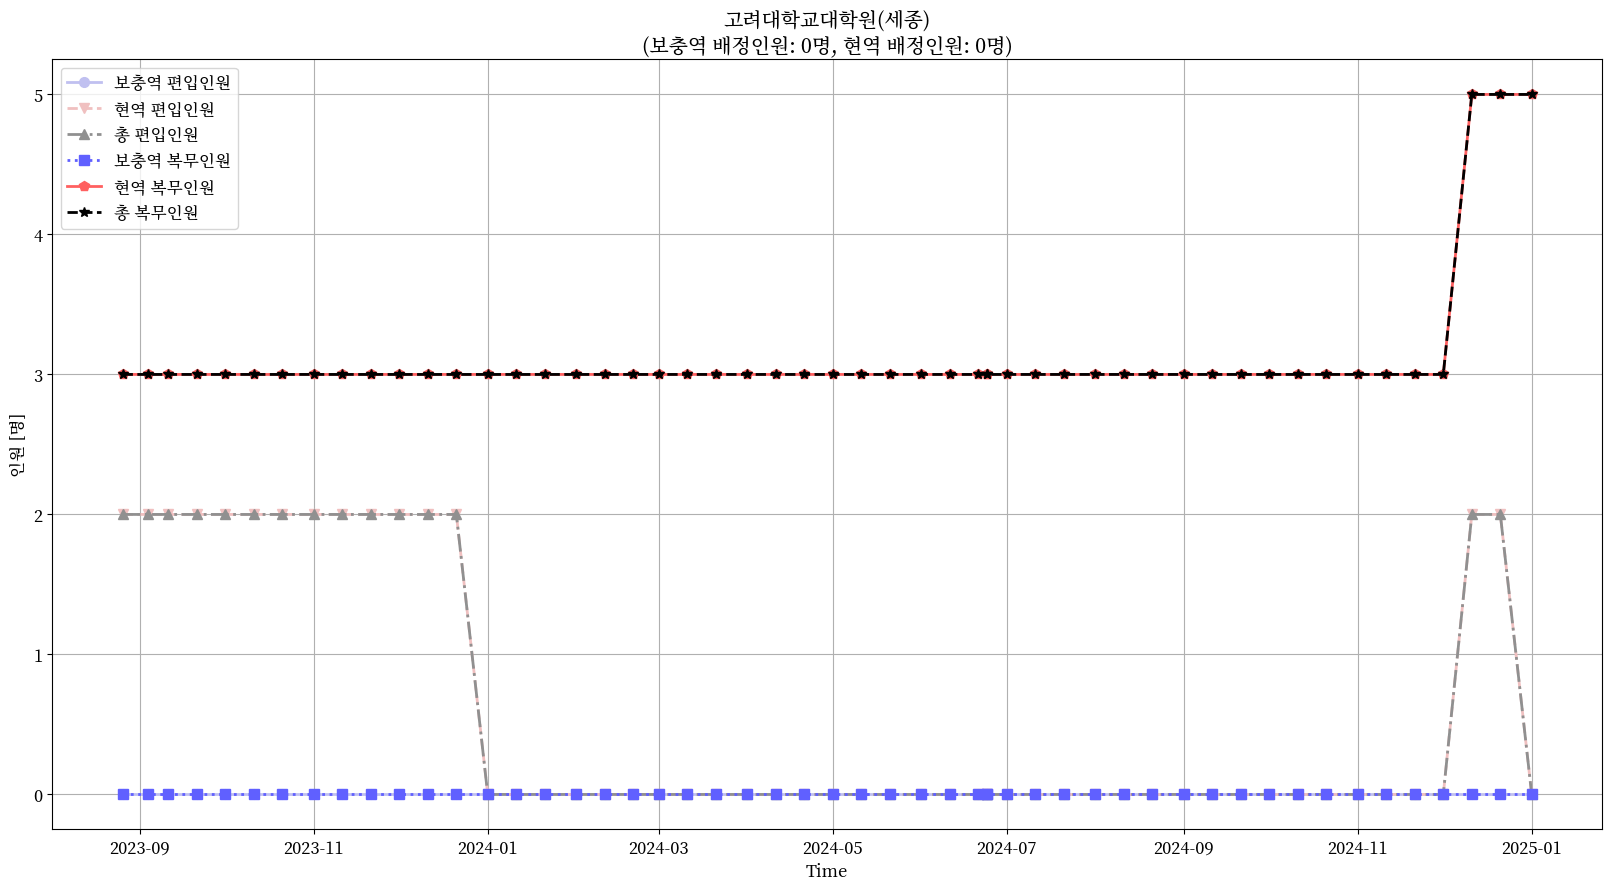 고려대학교대학원(세종)
(보충역 배정인원: 0명, 현역 배정인원: 0명)
보충역 편입인원
현역 편입인원
총 편입인원
보충역 복무인원
현역 복무인원
총 복무인원
인원 [명]
5
4
3
2
1
0
2023-09
2023-11
2024-01
2024-03
2024-05
2024-07
2024-09
2024-11
2025-01
Time